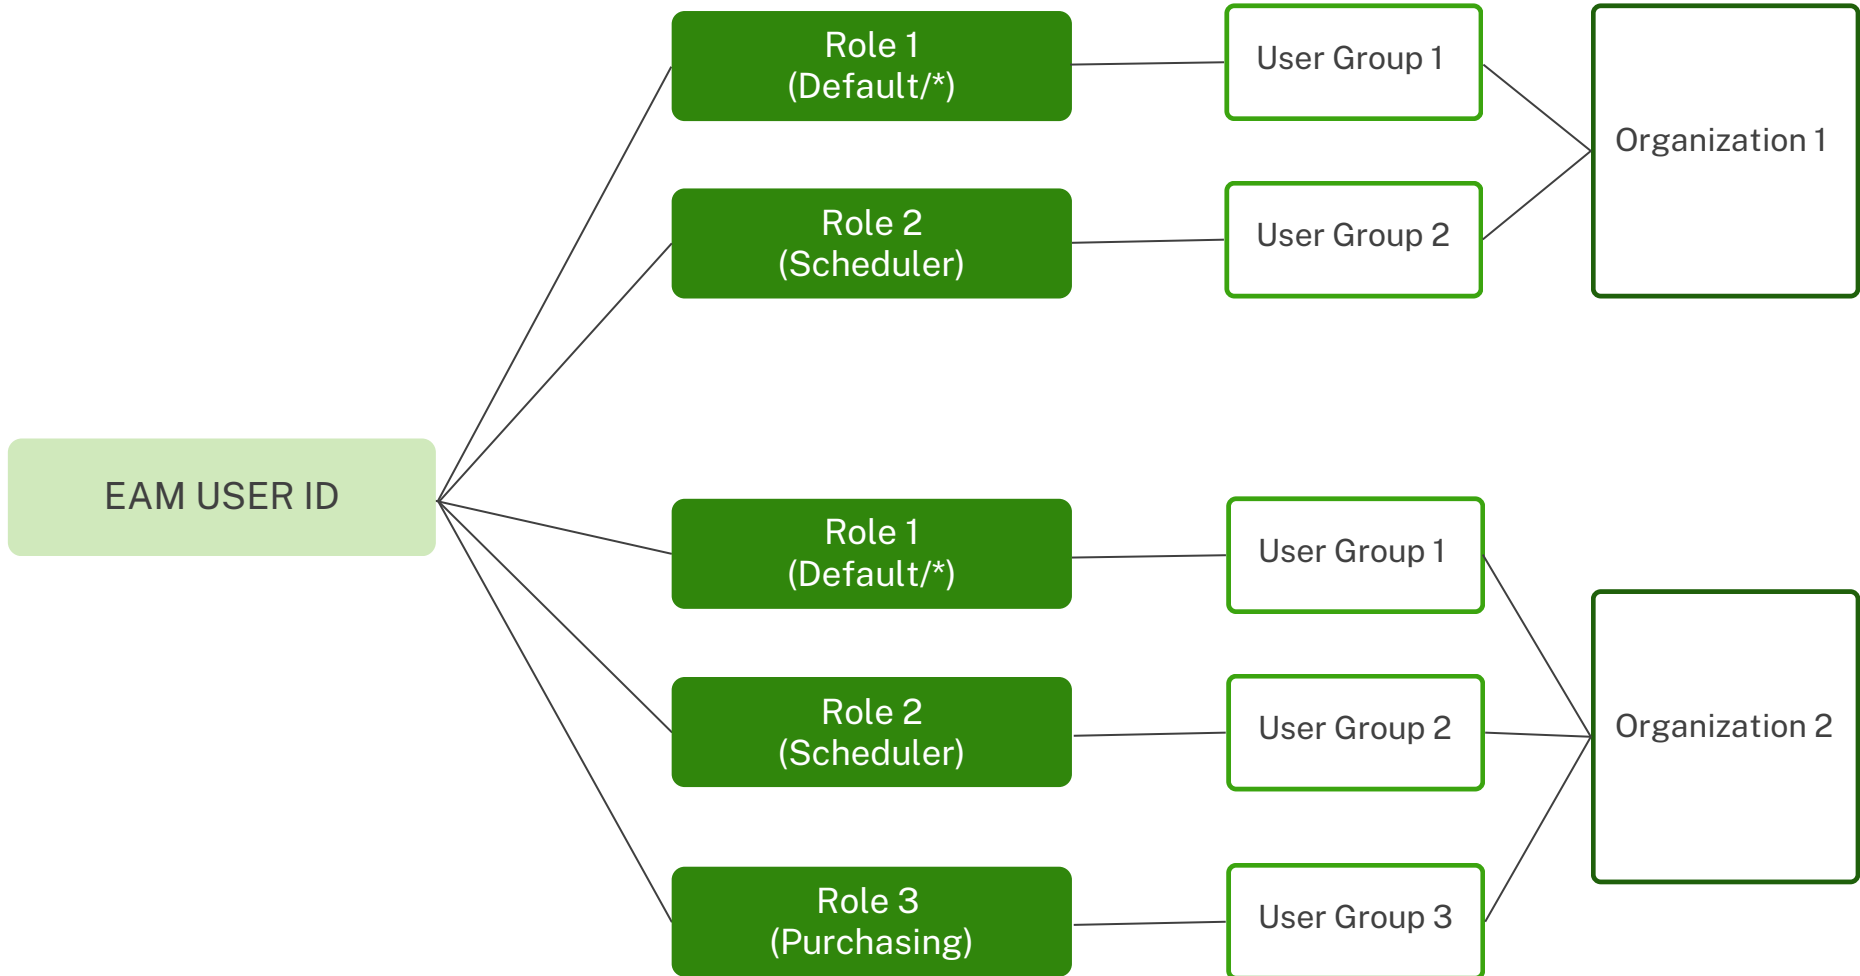 Role 1
(Default/*)
User Group 1
Organization 1
Role 2
(Scheduler)
User Group 2
EAM USER ID
Role 1
(Default/*)
User Group 1
Role 2
(Scheduler)
User Group 2
Organization 2
Role 3
(Purchasing)
User Group 3